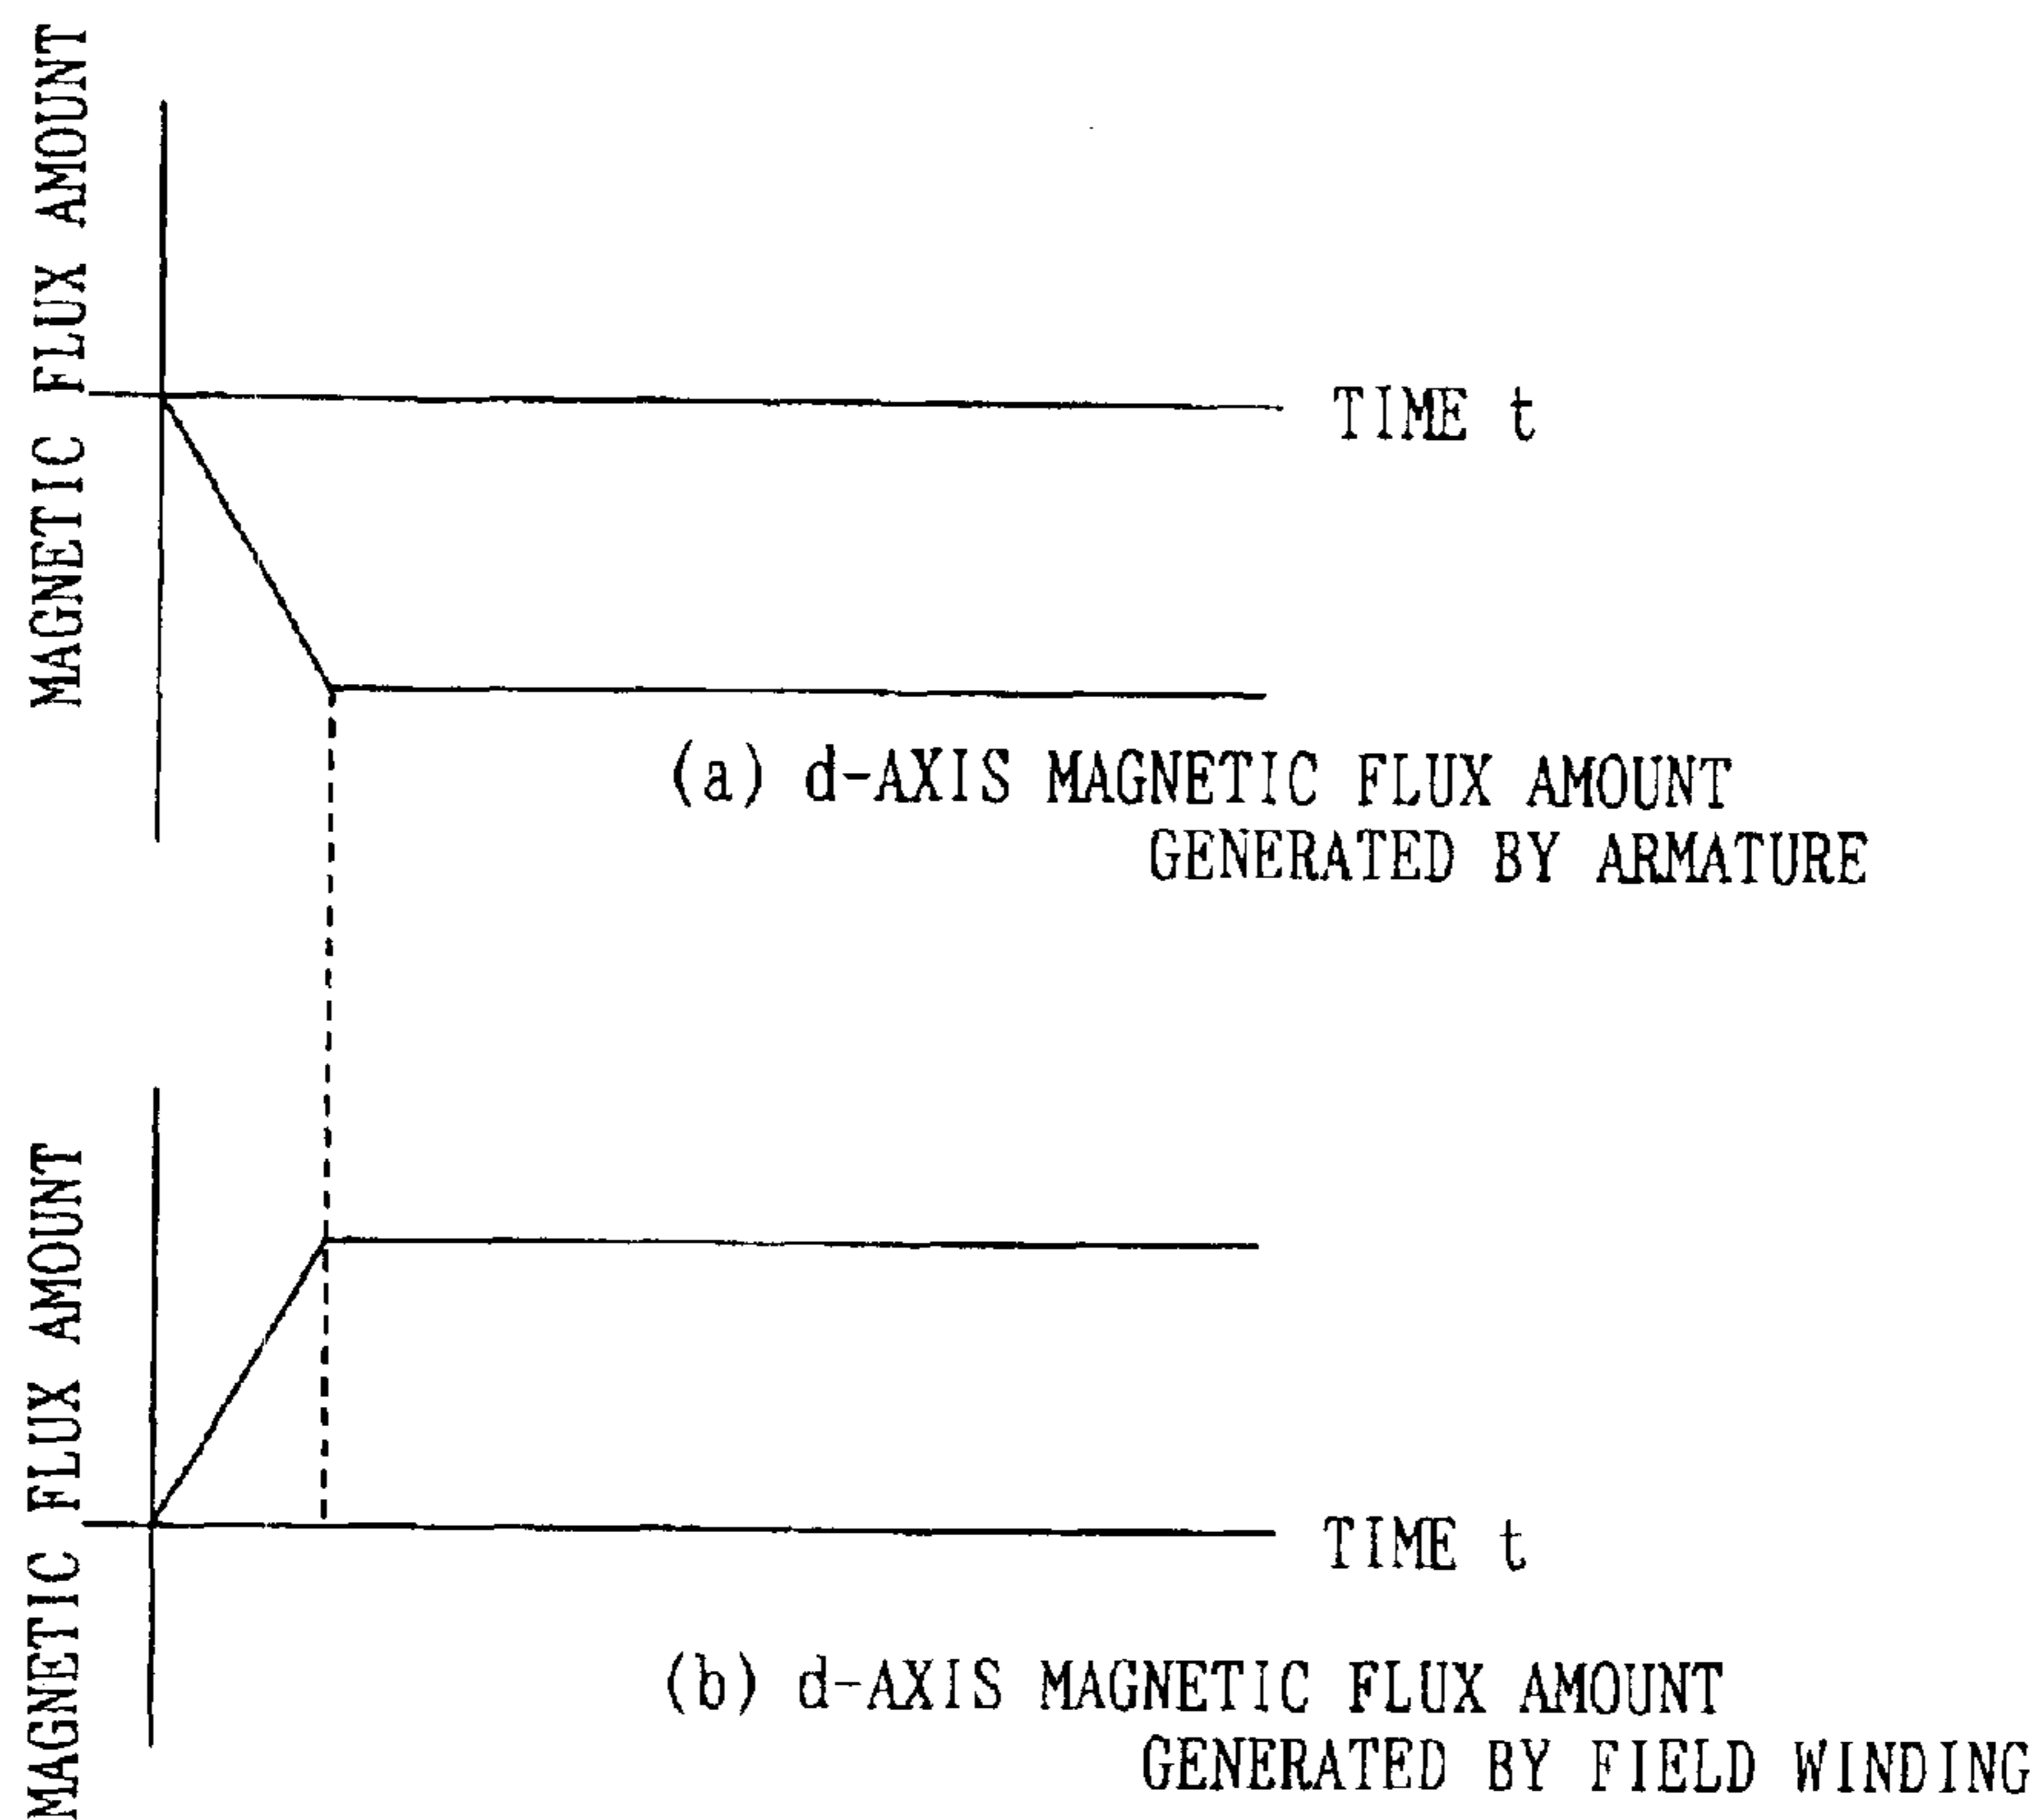 MAGNETIC FLUX AMOUNT
TIME t
(a) d-AXIS MAGNETIC FLUX AMOUNT
GENERATED BY ARMATURE
MAGNETIC FLUX AMOUNT
TIME t
(b) d-AXIS MAGNETIC FLUX AMOUNT
GENERATED BY FIELD WINDING